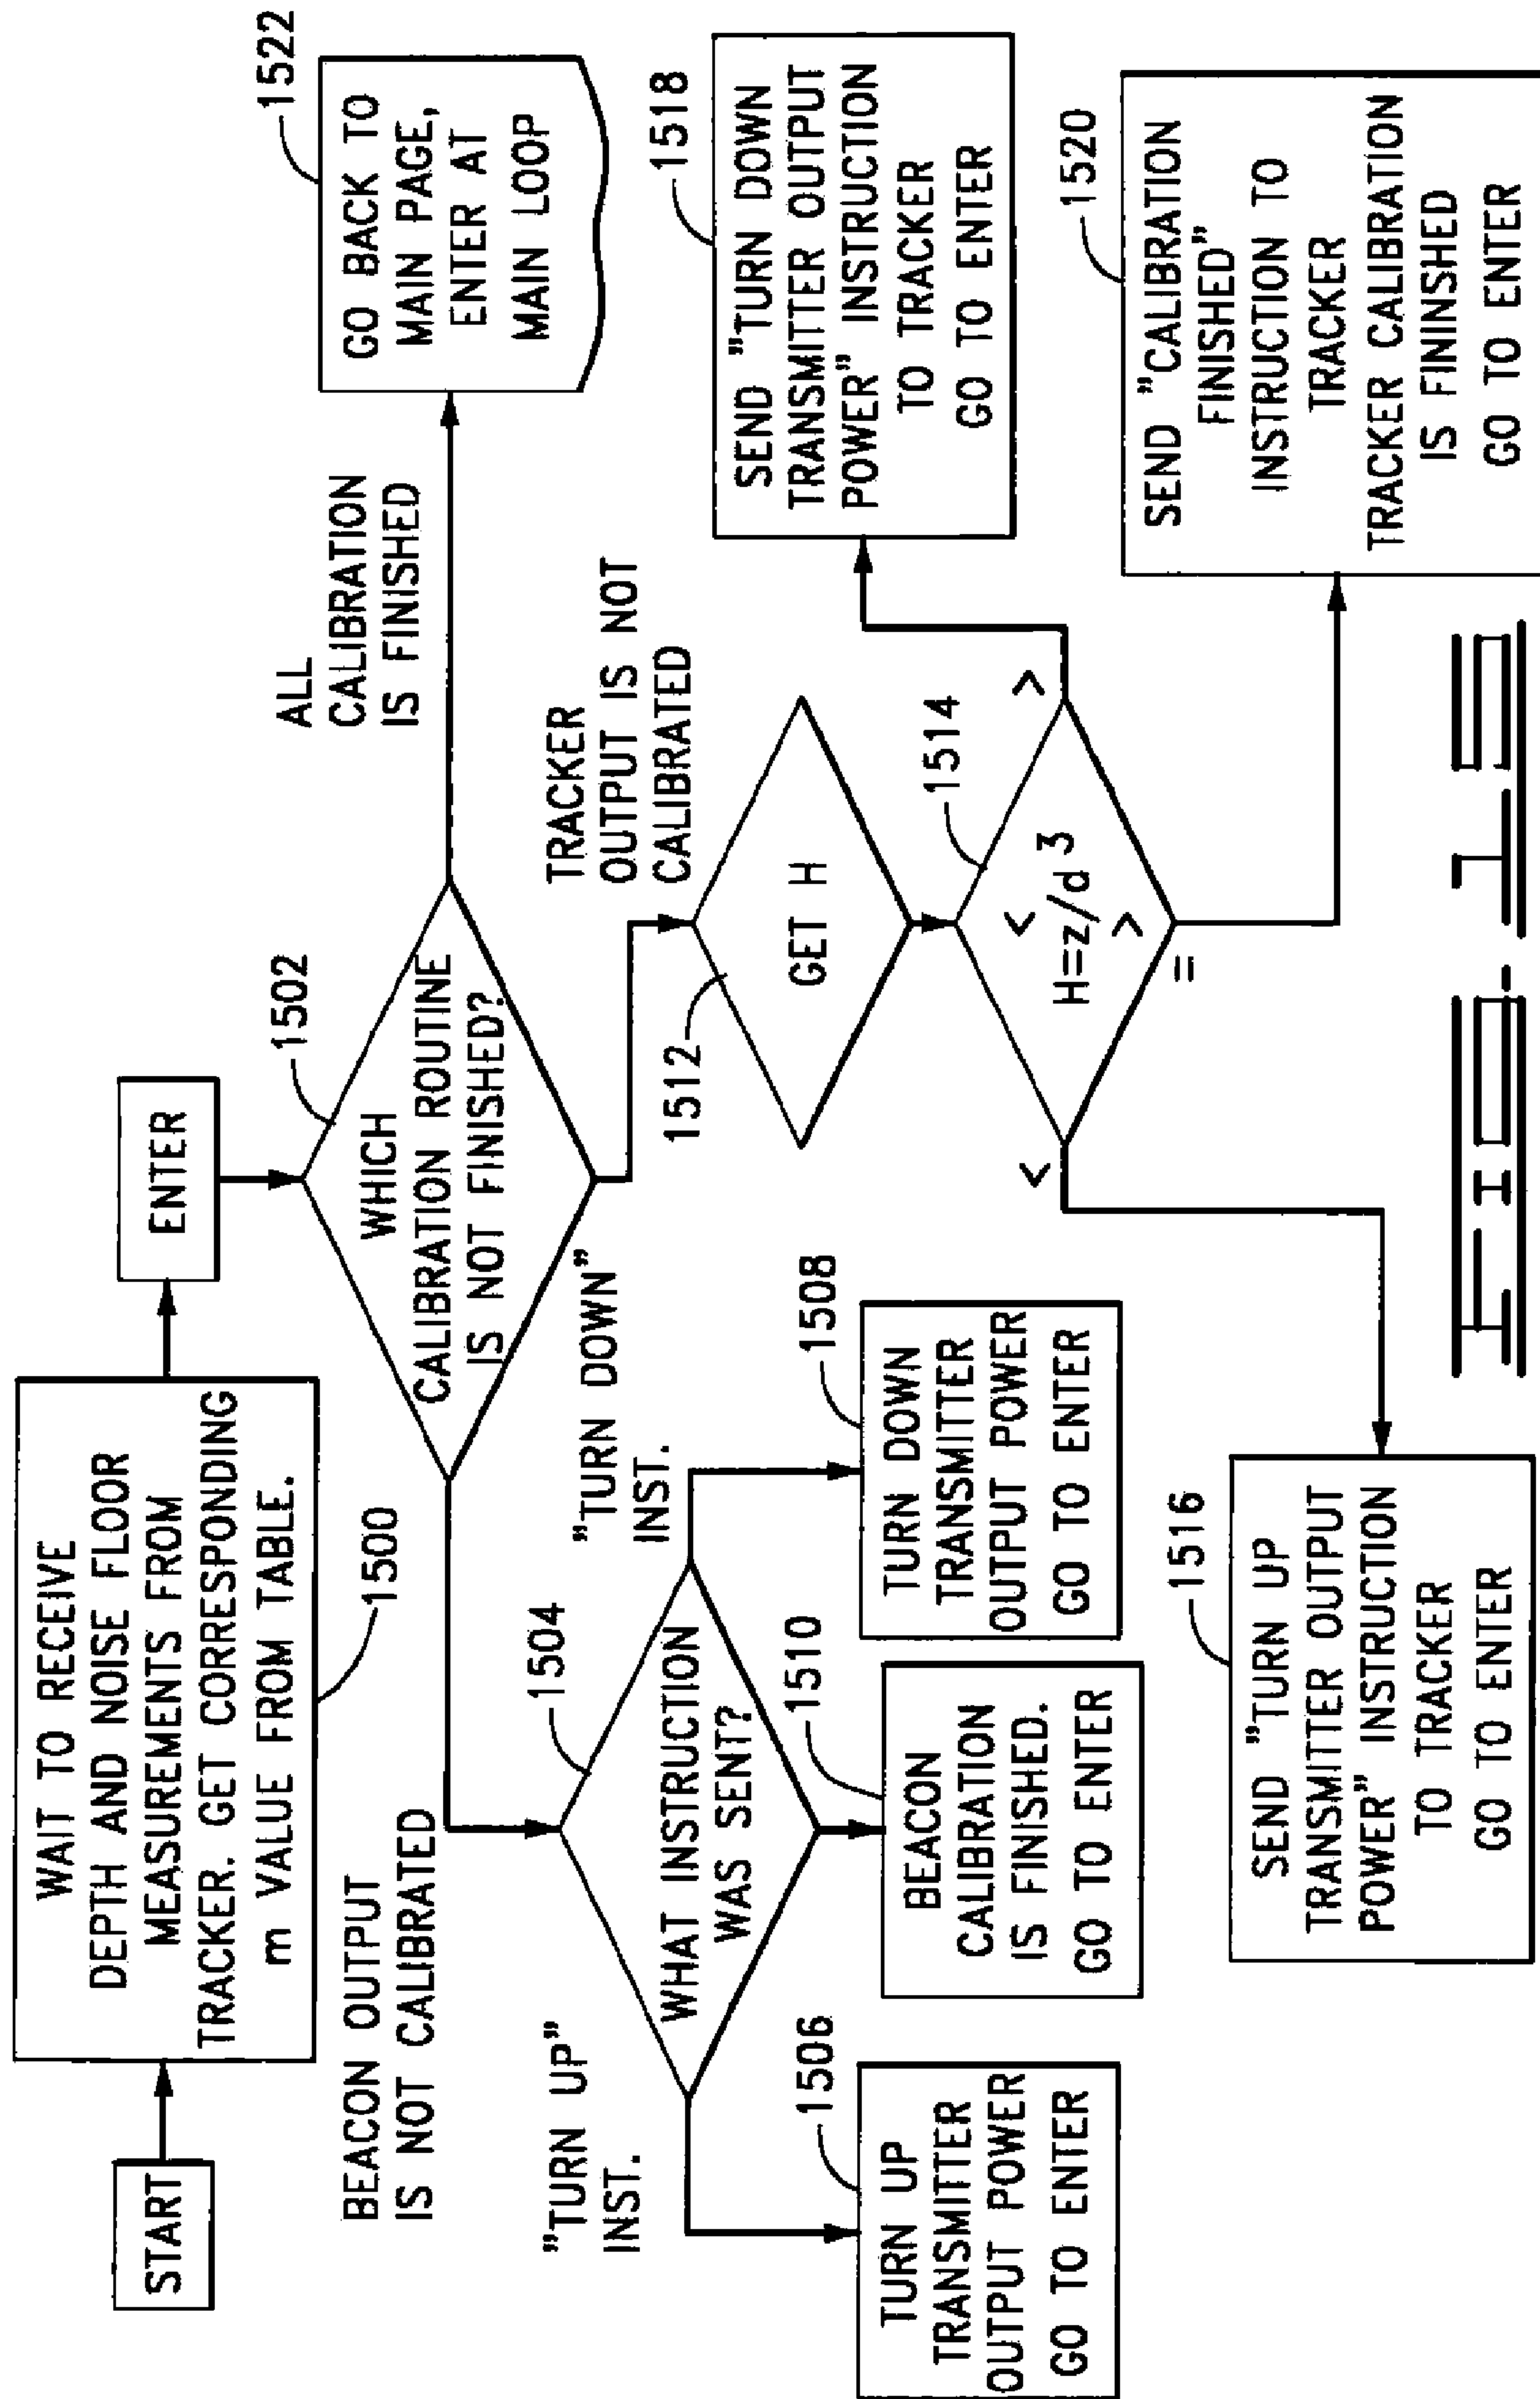 START
WAIT TO RECEIVE
DEPTH AND NOISE FLOOR
MEASUREMENTS FROM
TRACKER. GET CORRESPONDING
m VALUE FROM TABLE.
1500
ENTER
WHICH
CALIBRATION ROUTINE
IS NOT FINISHED?
1502
ALL
CALIBRATION
IS FINISHED
GO BACK TO
MAIN PAGE,
ENTER AT
MAIN LOOP
1522
BEACON OUTPUT
IS NOT CALIBRATED
WHAT INSTRUCTION
WAS SENT?
1504
"TURN UP"
INST.
"TURN DOWN"
INST.
TURN UP
TRANSMITTER
OUTPUT POWER
GO TO ENTER
1506
BEACON
CALIBRATION
IS FINISHED.
GO TO ENTER
1510
TURN DOWN
TRANSMITTER
OUTPUT POWER
GO TO ENTER
1508
TRACKER
OUTPUT IS NOT
CALIBRATED
GET H
1512
<
H=z/d³
>
1514
<
=
>
SEND "TURN UP
TRANSMITTER OUTPUT
POWER" INSTRUCTION
TO TRACKER
GO TO ENTER
1516
SEND "TURN DOWN
TRANSMITTER OUTPUT
POWER" INSTRUCTION
TO TRACKER
GO TO ENTER
1518
SEND "CALIBRATION
FINISHED"
INSTRUCTION TO
TRACKER
TRACKER CALIBRATION
IS FININSHED
GO TO ENTER
1520
FIG. 15